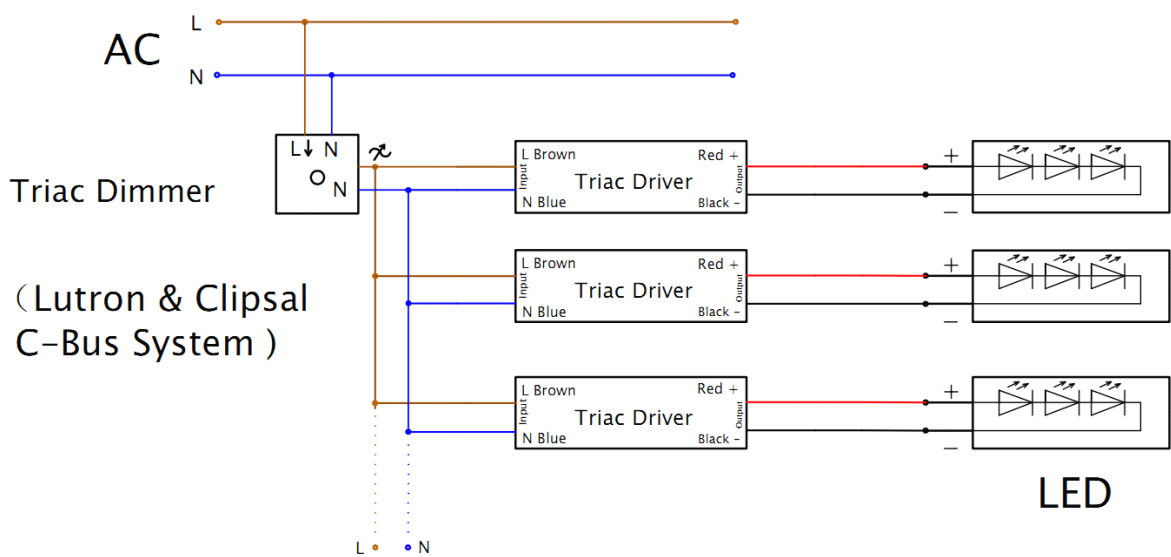 L
AC
N
L↓ N
N
Triac Dimmer
（Lutron & Clipsal
C-Bus System )
L Brown
Red +
Input
Triac Driver
Output
N Blue
Black -
+
−
L Brown
Red +
Input
Triac Driver
Output
N Blue
Black -
+
−
L Brown
Red +
Input
Triac Driver
Output
N Blue
Black -
+
−
LED
L
N